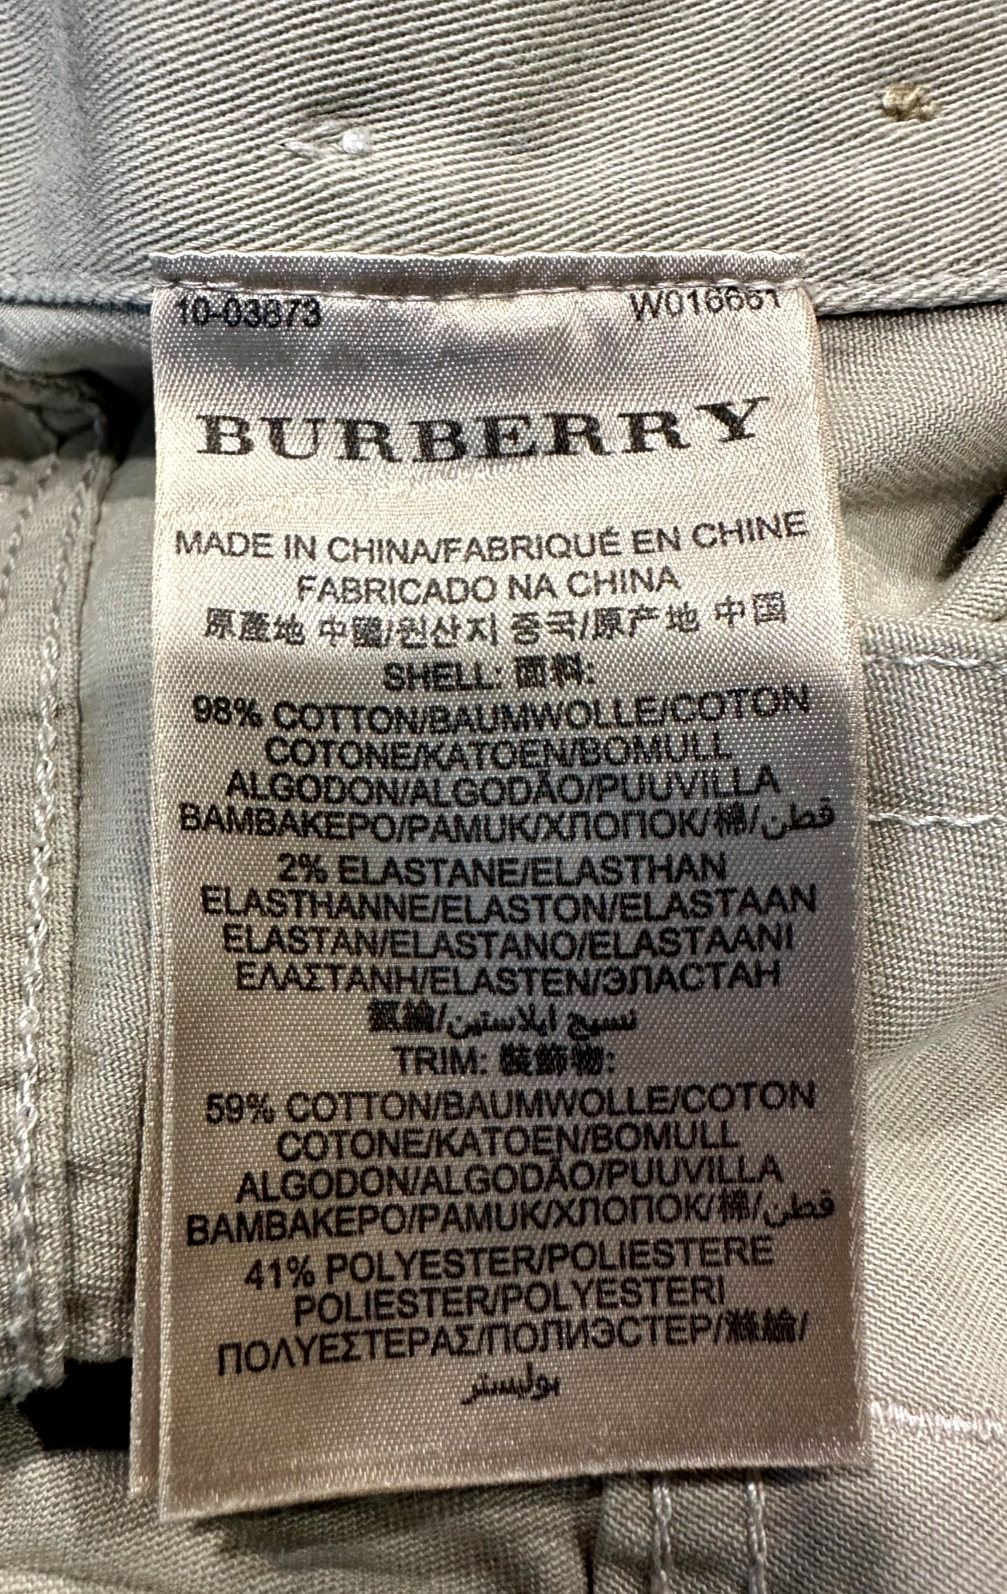 10-03873 W016661
BURBERRY
MADE IN CHINA/FABRIQUÉ EN CHINE
FABRICADO NA CHINA
原產地 中國/원산지 중국/原产地 中国
SHELL: 面料:
98% COTTON/BAUMWOLLE/COTON
COTONE/KATOEN/BOMULL
ALGODON/ALGODÃO/PUUVILLA
ΒΑΜΒΑΚΕΡΟ/PAMUK/ХЛОПОК/棉/قطن
2% ELASTANE/ELASTHAN
ELASTHANNE/ELASTON/ELASTAAN
ELASTAN/ELASTANO/ELASTAANI
ΕΛΑΣΤΑΝΗ/ELASTEN/ЭЛАСТАН
氨綸/نسيج ايلاستين
TRIM: 裝飾物:
59% COTTON/BAUMWOLLE/COTON
COTONE/KATOEN/BOMULL
ALGODON/ALGODÃO/PUUVILLA
ΒΑΜΒΑΚΕΡΟ/PAMUK/ХЛОПОК/棉/قطن
41% POLYESTER/POLIESTERE
POLIESTER/POLYESTERI
ΠΟΛΥΕΣΤΕΡΑΣ/ПОЛИЭСТЕР/滌綸/
بوليستر